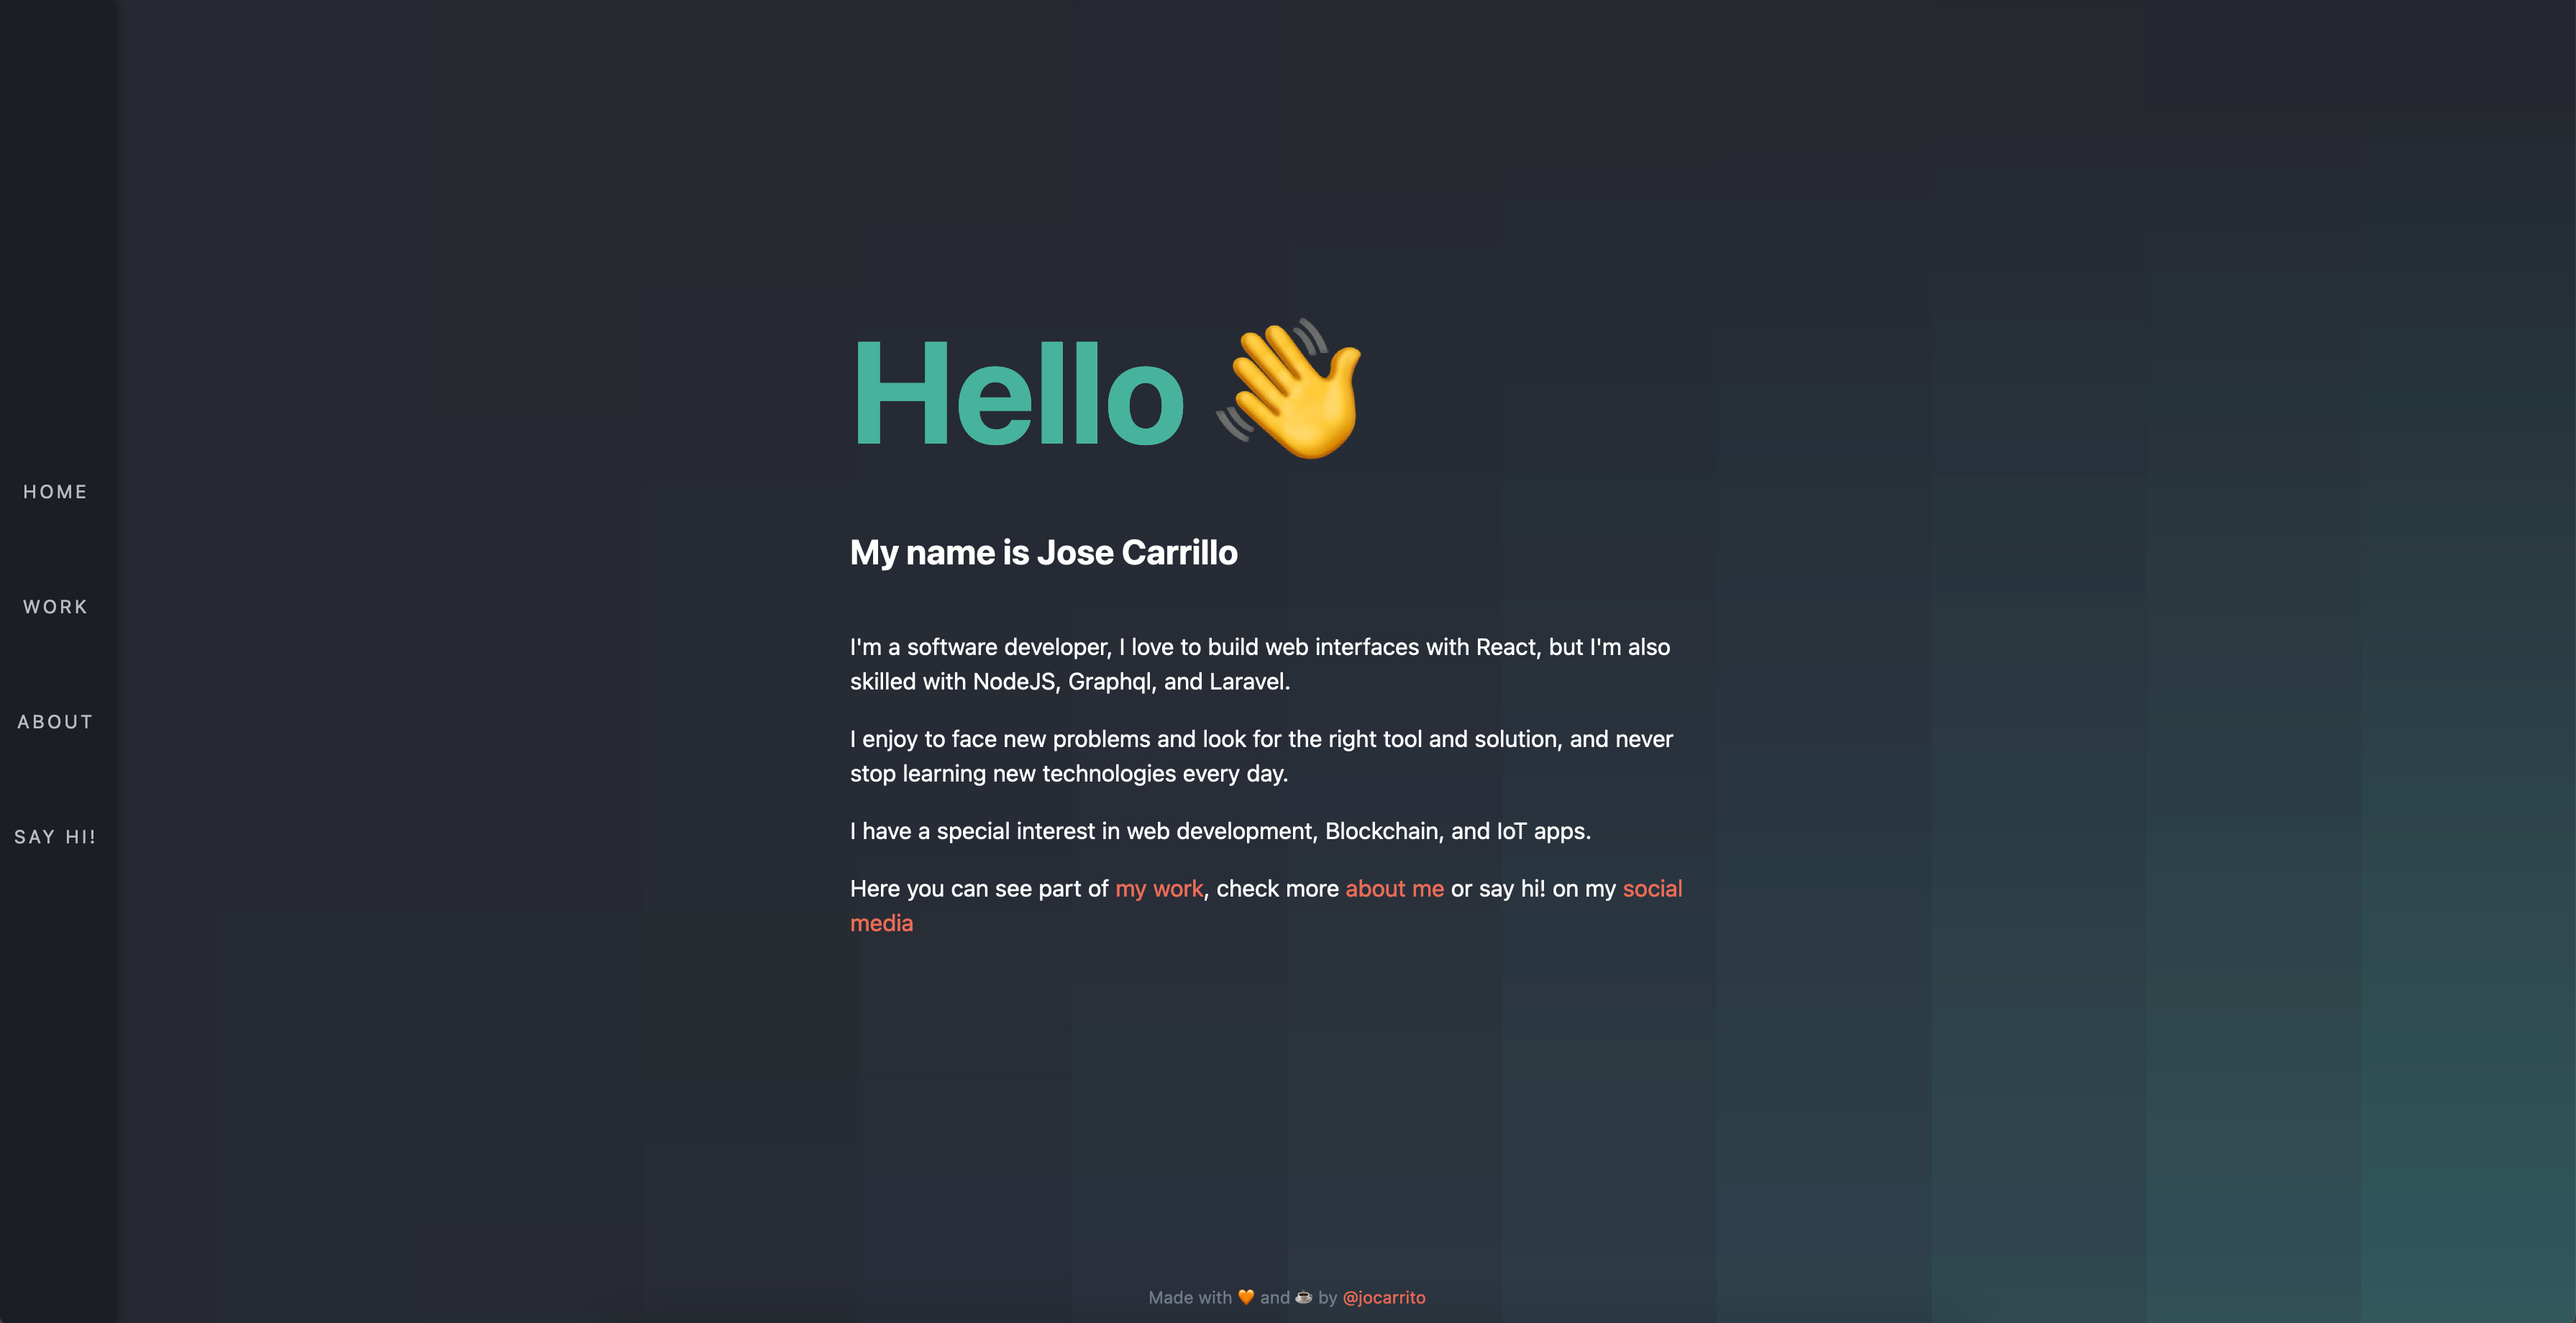 HOME
WORK
ABOUT
SAY HI!
Hello 👋
My name is Jose Carrillo
I'm a software developer, I love to build web interfaces with React, but I'm also
skilled with NodeJS, Graphql, and Laravel.
I enjoy to face new problems and look for the right tool and solution, and never
stop learning new technologies every day.
I have a special interest in web development, Blockchain, and IoT apps.
Here you can see part of my work, check more about me or say hi! on my social
media
Made with 🧡 and ☕ by @jocarrito